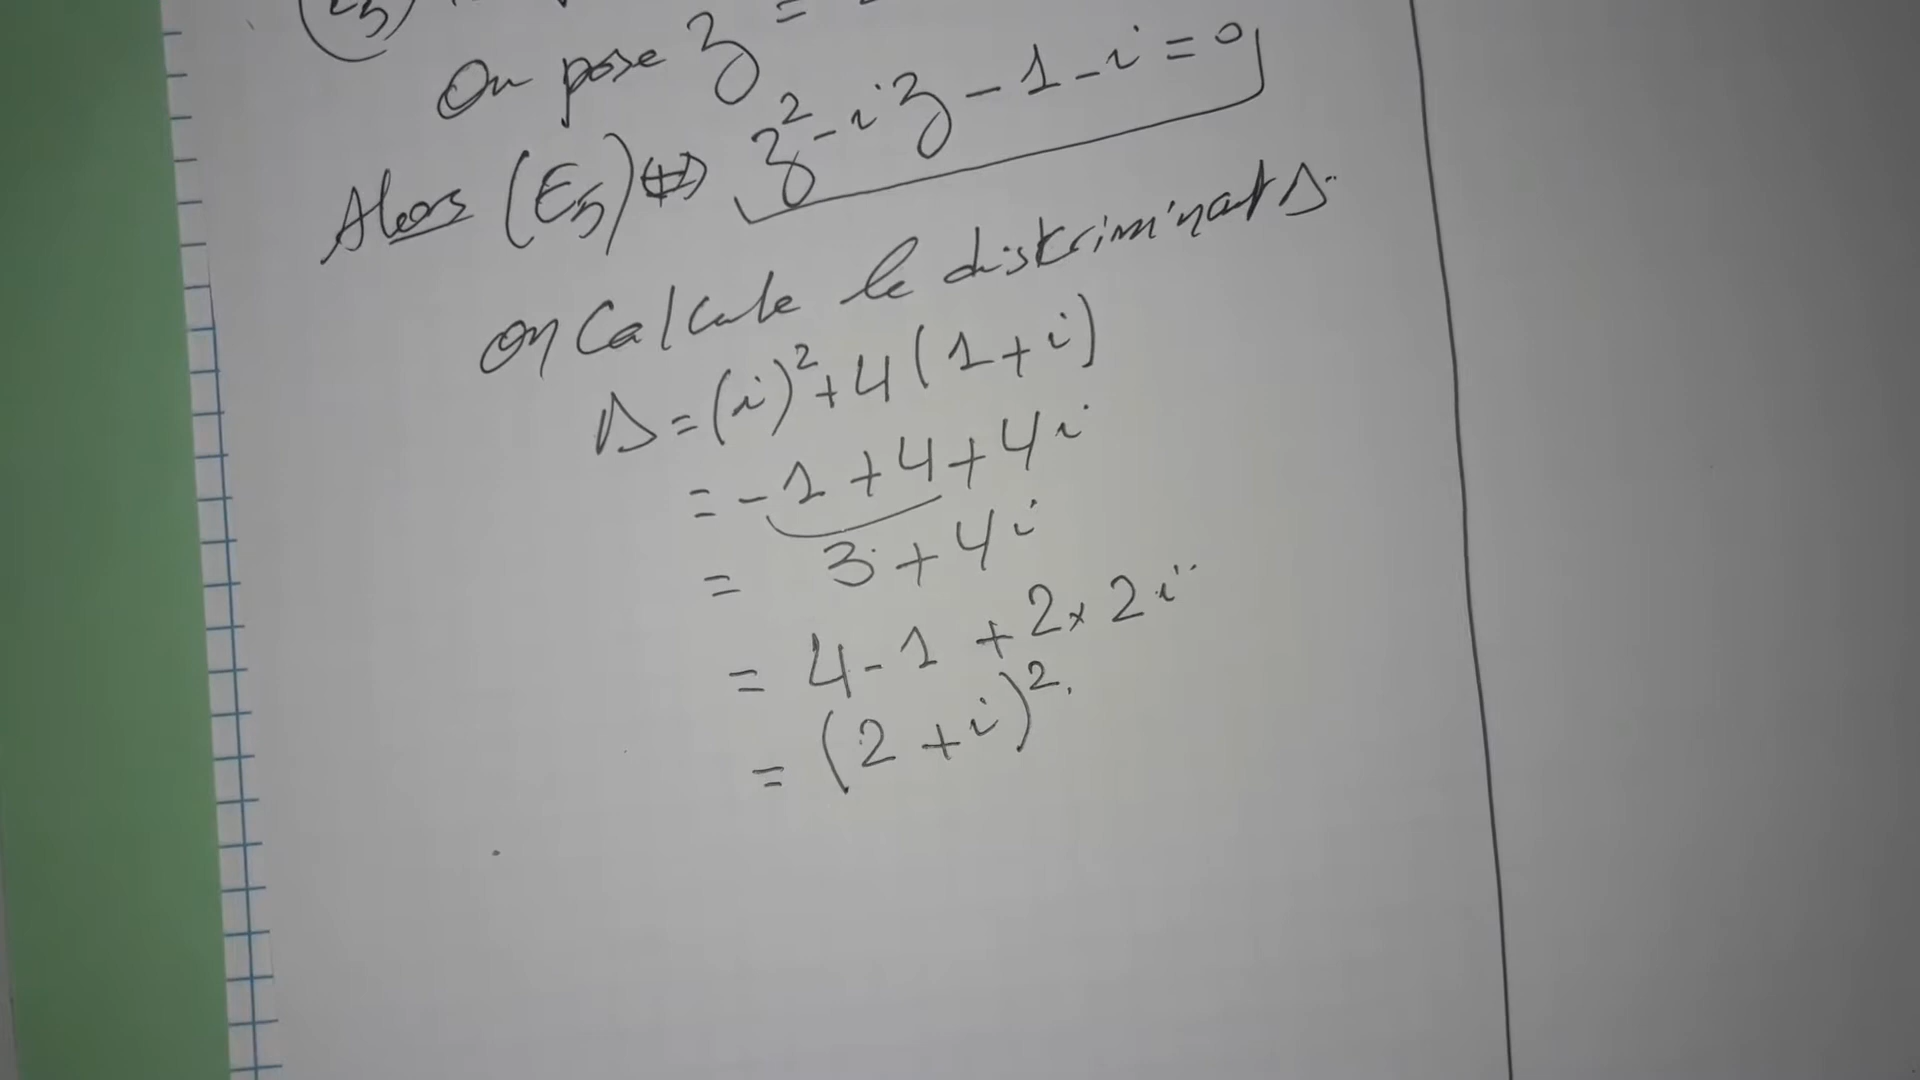 On pose z =
Alors (E5) ⇔ z² - iz - 1 - i = 0
on Calcule le diskriminant Δ.
Δ = (i)² + 4(1 + i)
= -1 + 4 + 4i
= 3 + 4i
= 4 - 1 + 2 × 2i
= (2 + i)².